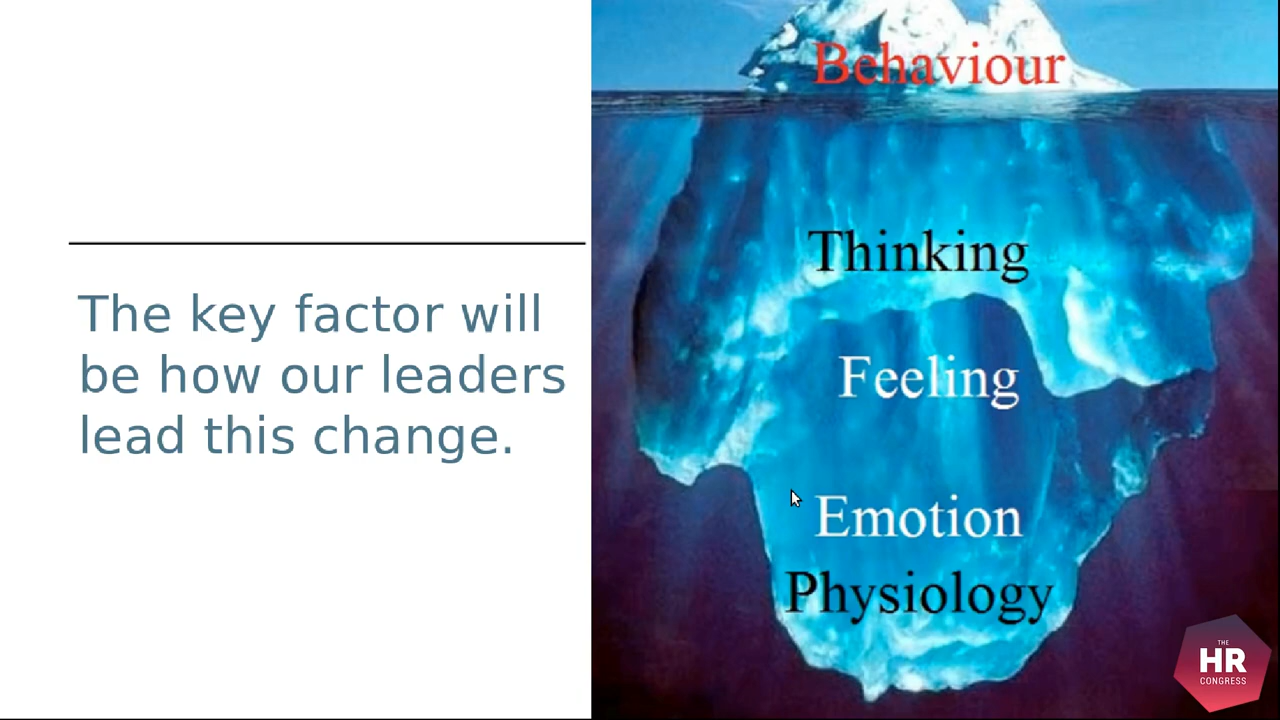 The key factor will
be how our leaders
lead this change.
Behaviour
Thinking
Feeling
Emotion
Physiology
THE
HR
CONGRESS